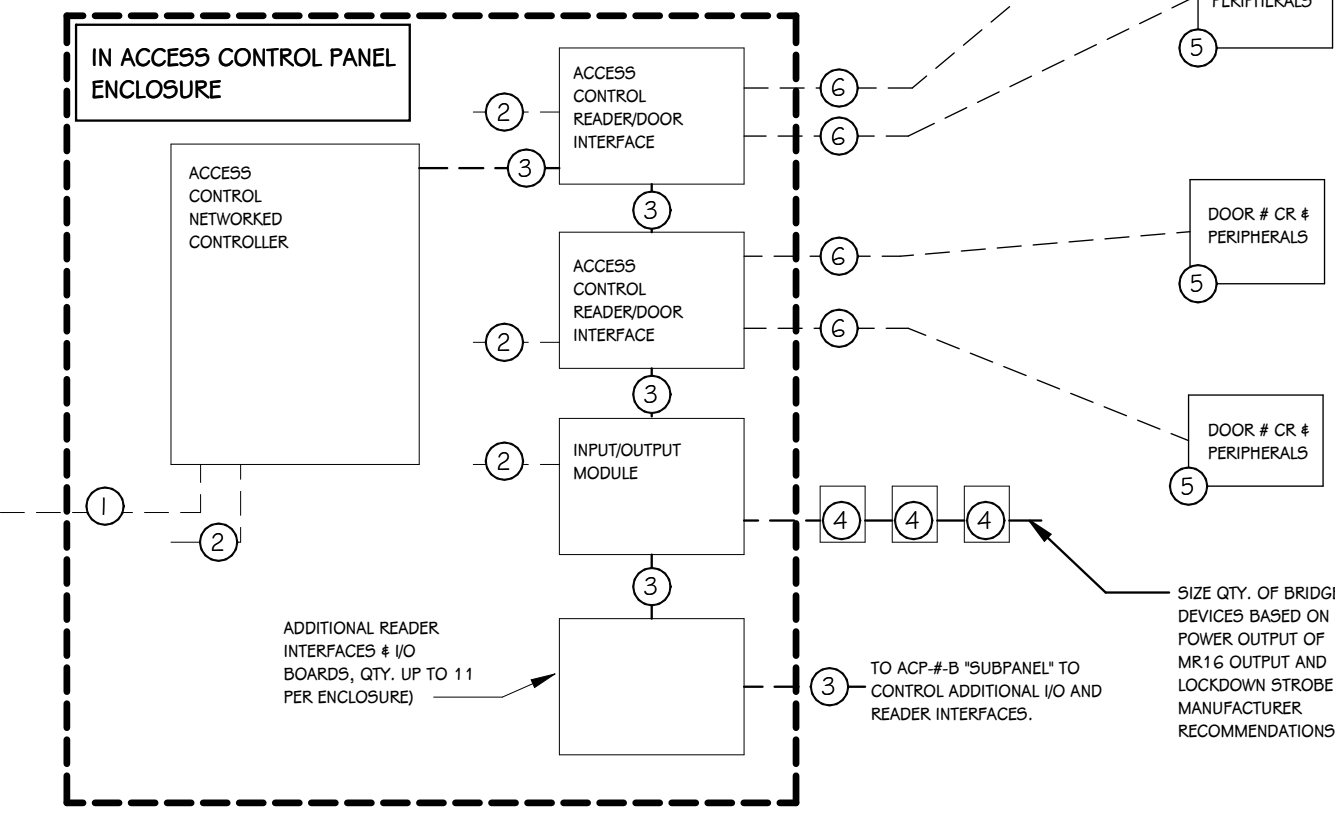 IN ACCESS CONTROL PANEL
ENCLOSURE
ACCESS
CONTROL
NETWORKED
CONTROLLER
1
2
2
3
ACCESS
CONTROL
READER/DOOR
INTERFACE
3
2
ACCESS
CONTROL
READER/DOOR
INTERFACE
3
2
INPUT/OUTPUT
MODULE
3
ADDITIONAL READER
INTERFACES & I/O
BOARDS, QTY. UP TO 11
PER ENCLOSURE)
6
6
6
6
PERIPHERALS
5
DOOR # CR &
PERIPHERALS
5
DOOR # CR &
PERIPHERALS
5
4
4
4
SIZE QTY. OF BRIDGE
DEVICES BASED ON
POWER OUTPUT OF
MR16 OUTPUT AND
LOCKDOWN STROBE
MANUFACTURER
RECOMMENDATIONS
3
TO ACP-#-B "SUBPANEL" TO
CONTROL ADDITIONAL I/O AND
READER INTERFACES.